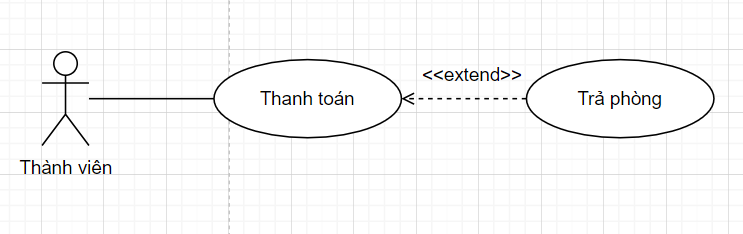 <<extend>>
Thanh toán
Trả phòng
Thành viên